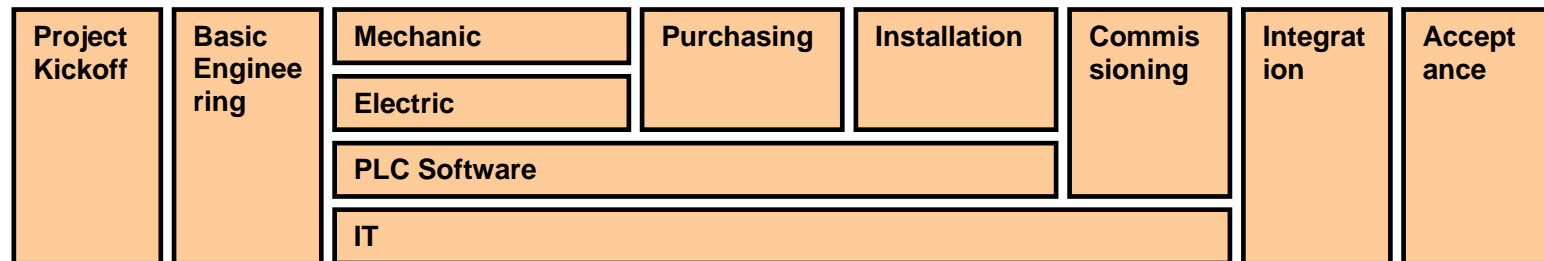 Project
Kickoff
Basic
Enginee
ring
Mechanic
Electric
PLC Software
IT
Purchasing
Installation
Commis
sioning
Integrat
ion
Accept
ance